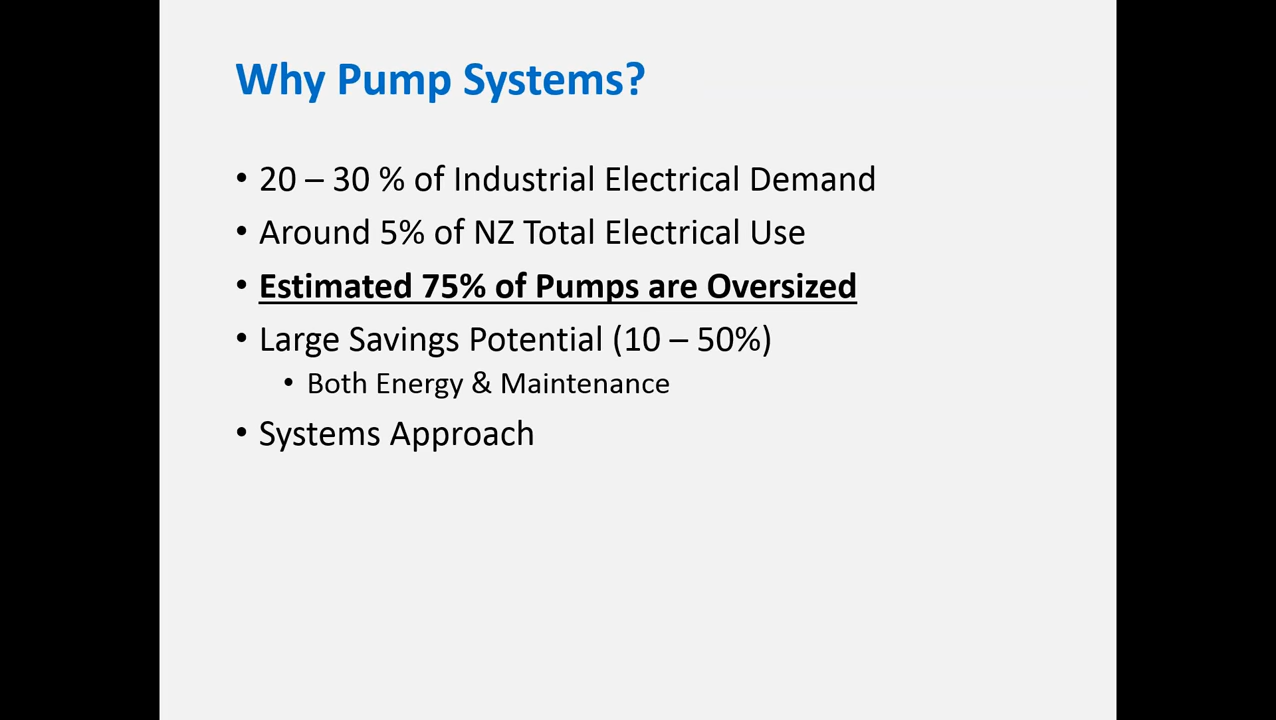 Why Pump Systems?
• 20 – 30 % of Industrial Electrical Demand
• Around 5% of NZ Total Electrical Use
• Estimated 75% of Pumps are Oversized
• Large Savings Potential (10 – 50%)
• Both Energy & Maintenance
• Systems Approach